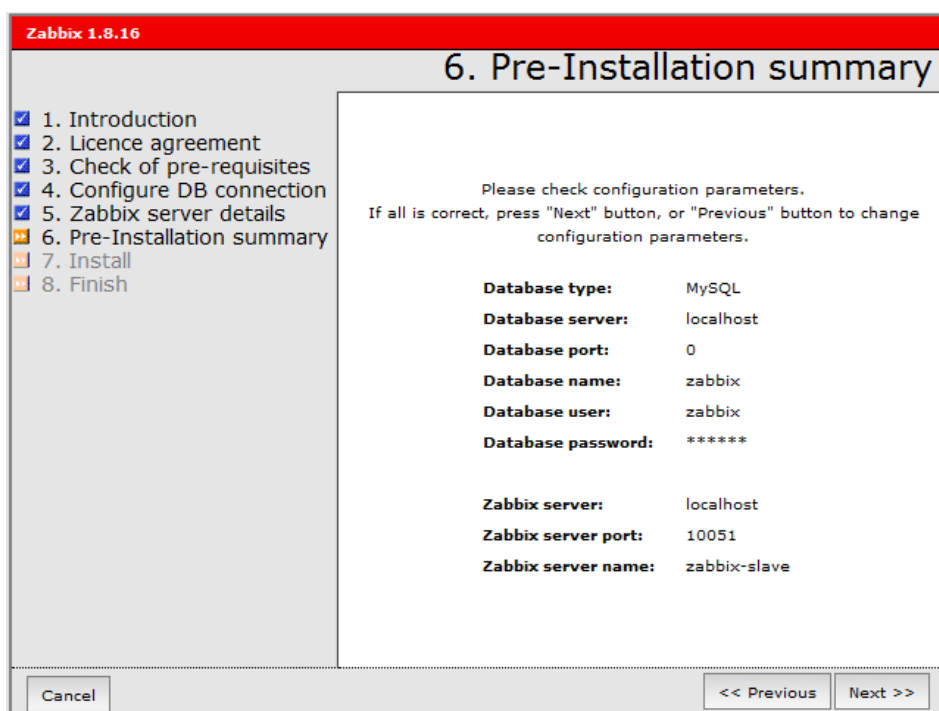 Zabbix 1.8.16
6. Pre-Installation summary
1. Introduction
2. Licence agreement
3. Check of pre-requisites
4. Configure DB connection
5. Zabbix server details
6. Pre-Installation summary
7. Install
8. Finish
Please check configuration parameters.
If all is correct, press "Next" button, or "Previous" button to change
configuration parameters.
Database type: MySQL
Database server: localhost
Database port: 0
Database name: zabbix
Database user: zabbix
Database password: ******
Zabbix server: localhost
Zabbix server port: 10051
Zabbix server name: zabbix-slave
Cancel
<< Previous
Next >>